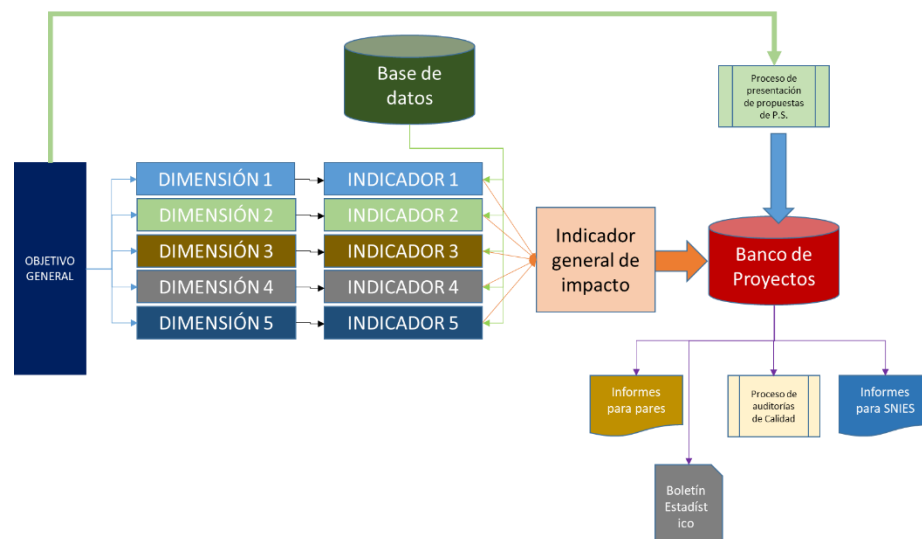 Base de
datos
Proceso de
presentación
de propuestas
de P.S.
OBJETIVO
GENERAL
DIMENSIÓN 1
INDICADOR 1
DIMENSIÓN 2
INDICADOR 2
DIMENSIÓN 3
INDICADOR 3
DIMENSIÓN 4
INDICADOR 4
DIMENSIÓN 5
INDICADOR 5
Indicador
general de
impacto
Banco de
Proyectos
Informes
para pares
Proceso de
auditorías
de Calidad
Informes
para SNIES
Boletín
Estadíst
ico